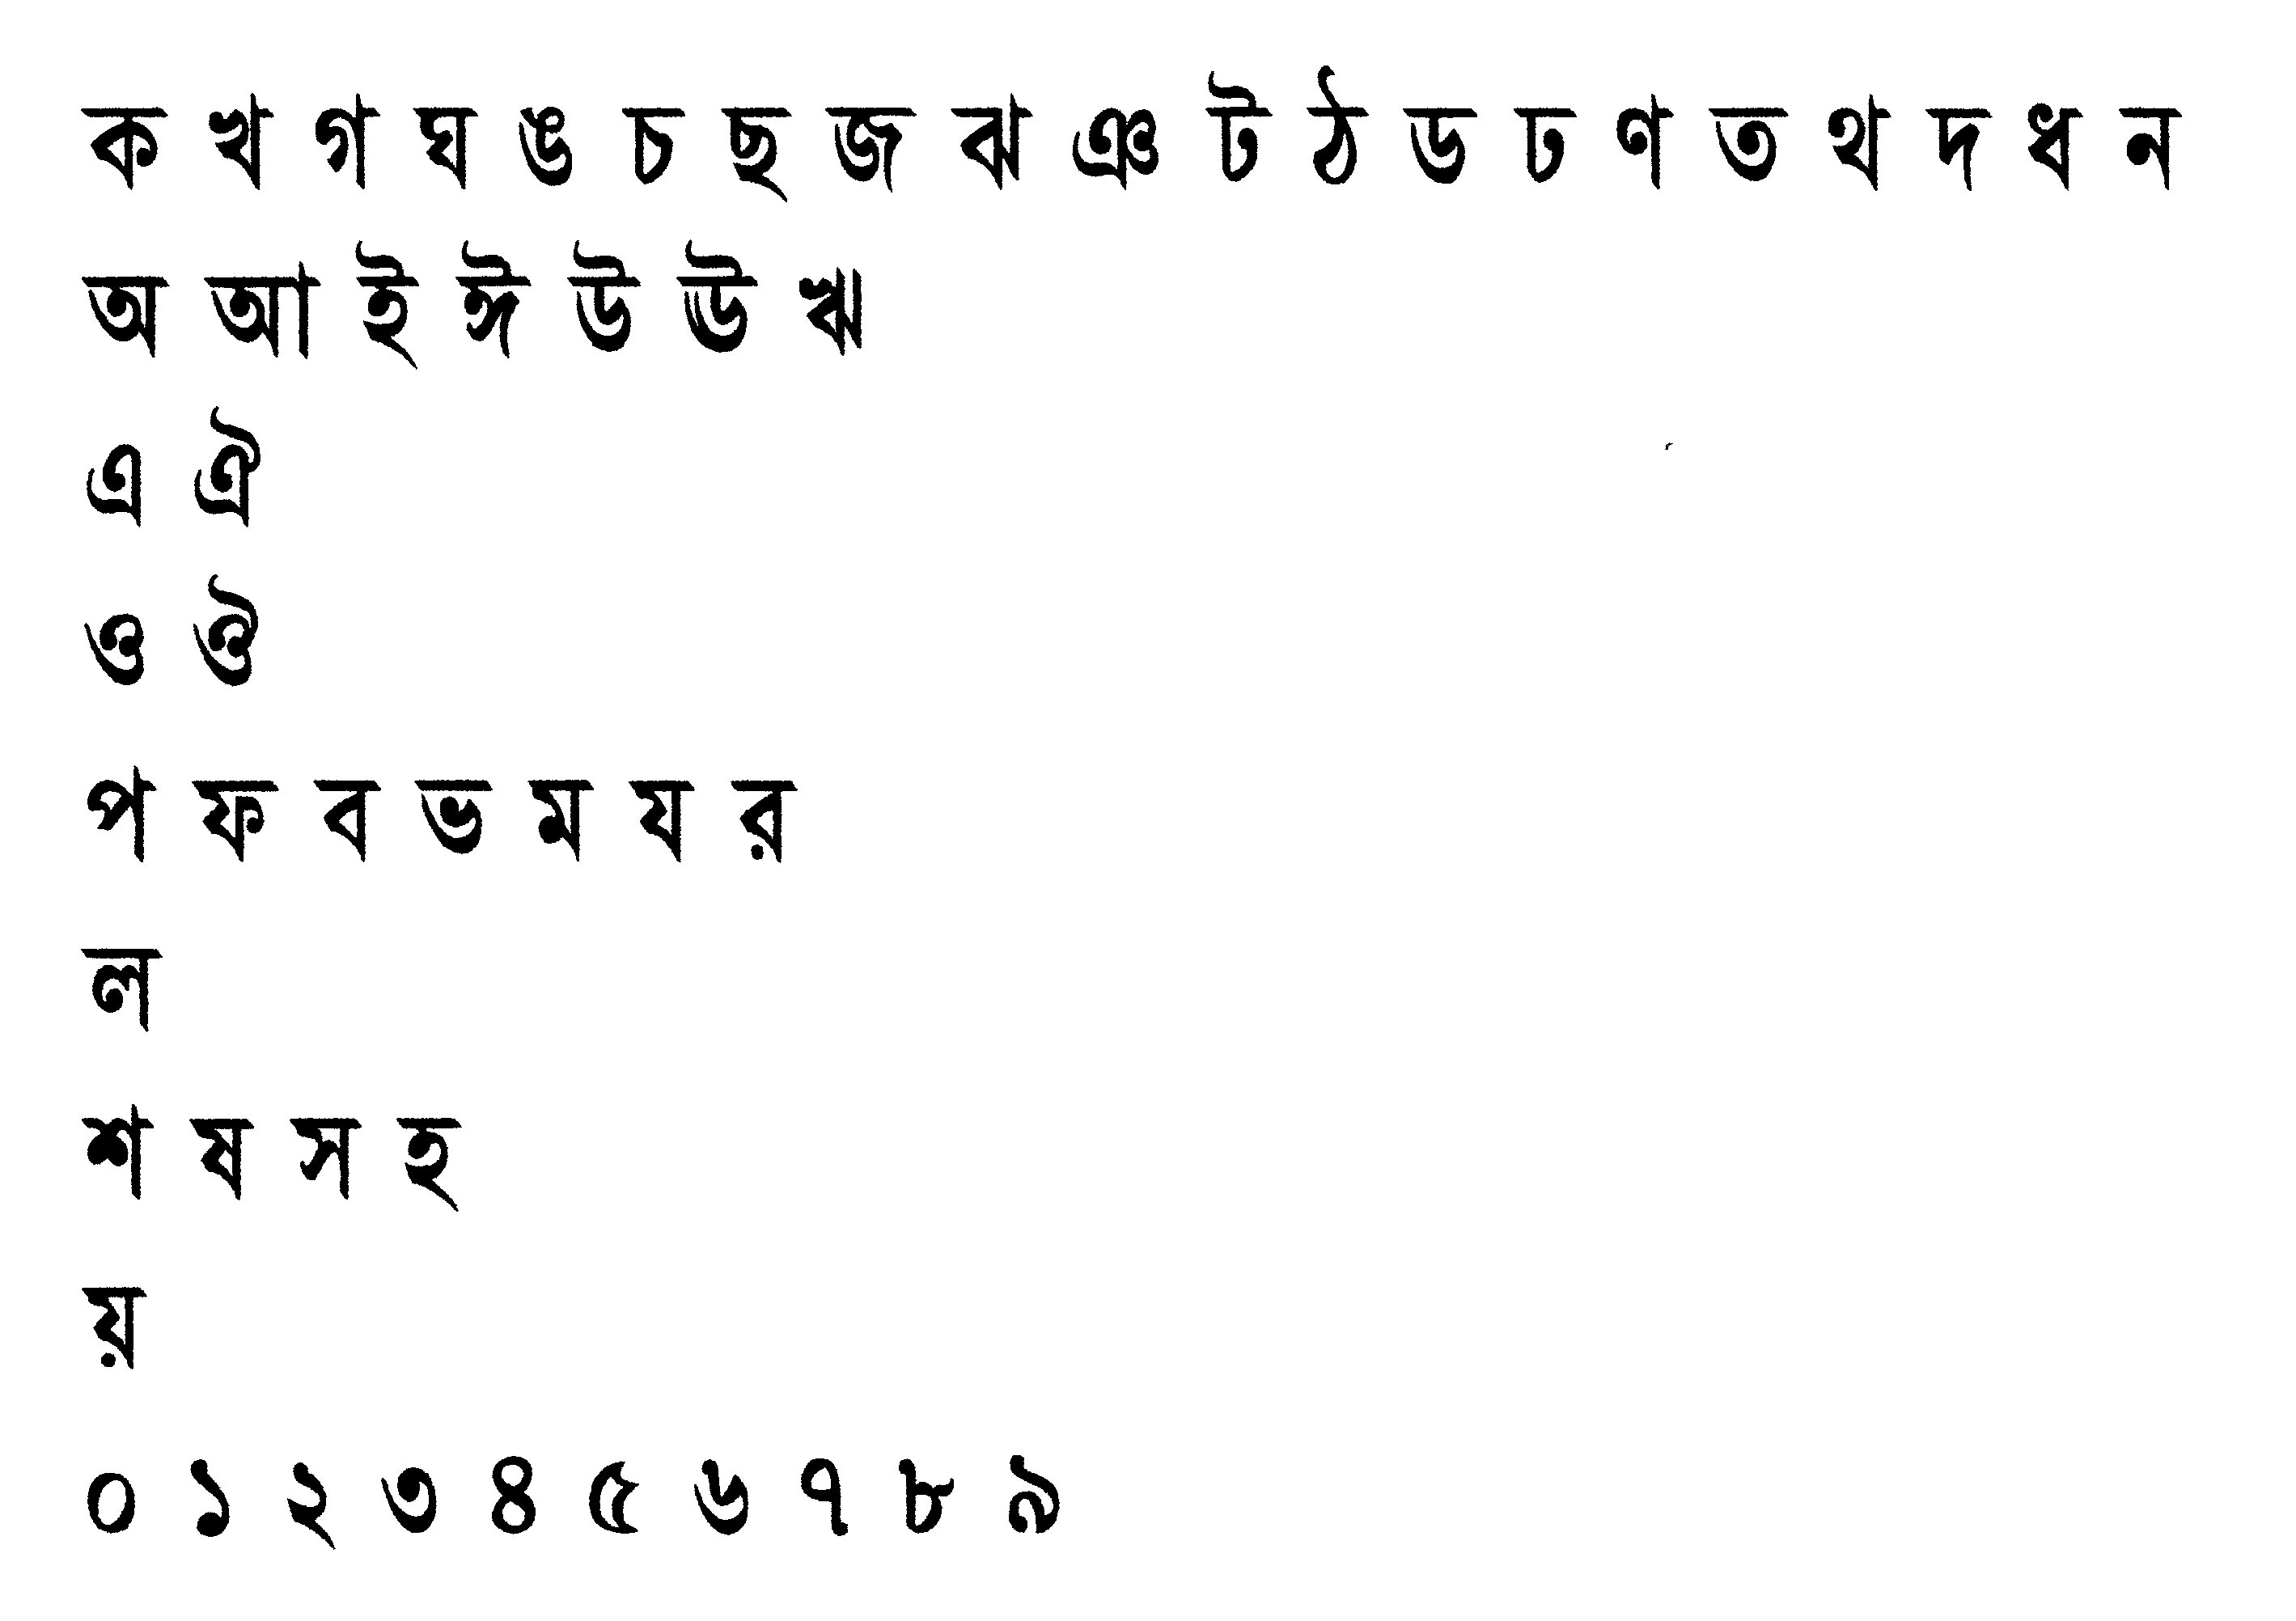 ক খ গ ঘ ঙ চ ছ জ ঝ ঞ ট ঠ ড ঢ ণ ত থ দ ধ ন
অ আ ই ঈ উ ঊ ঋ
এ ঐ
ও ঔ
প ফ ব ভ ম য র
ল
শ ষ স হ
য়
০ ১ ২ ৩ ৪ ৫ ৬ ৭ ৮ ৯